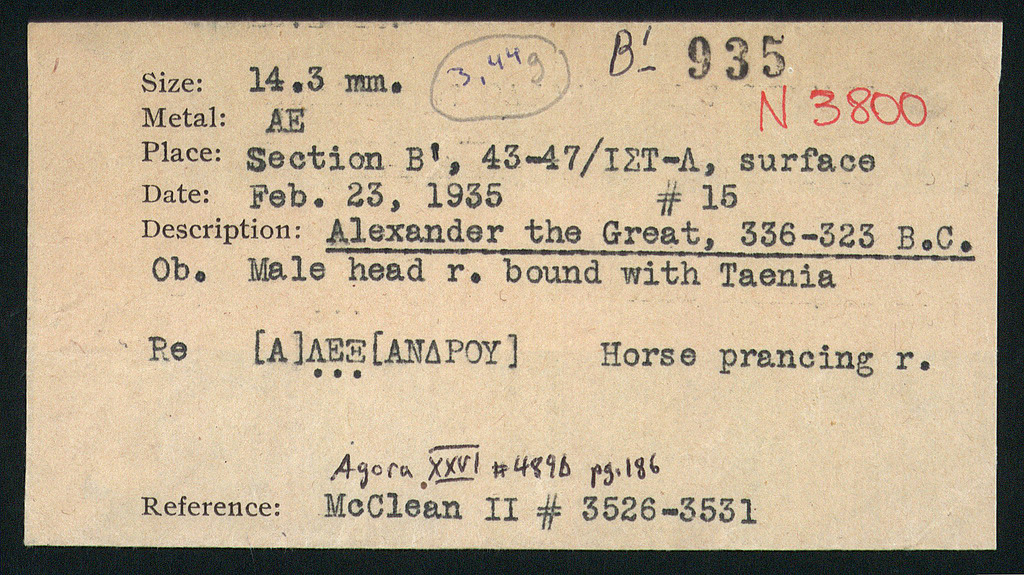 3,44g B'- 935
Size: 14.3 mm.
N 3800
Metal: AE
Place: Section B', 43-47/ΙΣΤ-Λ, surface
Date: Feb. 23, 1935 # 15
Description: Alexander the Great, 336-323 B.C.
Ob. Male head r. bound with Taenia
Re [Α]ΛΕΞ[ΑΝΔΡΟΥ] Horse prancing r.
Agora XXVI #489b pg.186
Reference: McClean II # 3526-3531